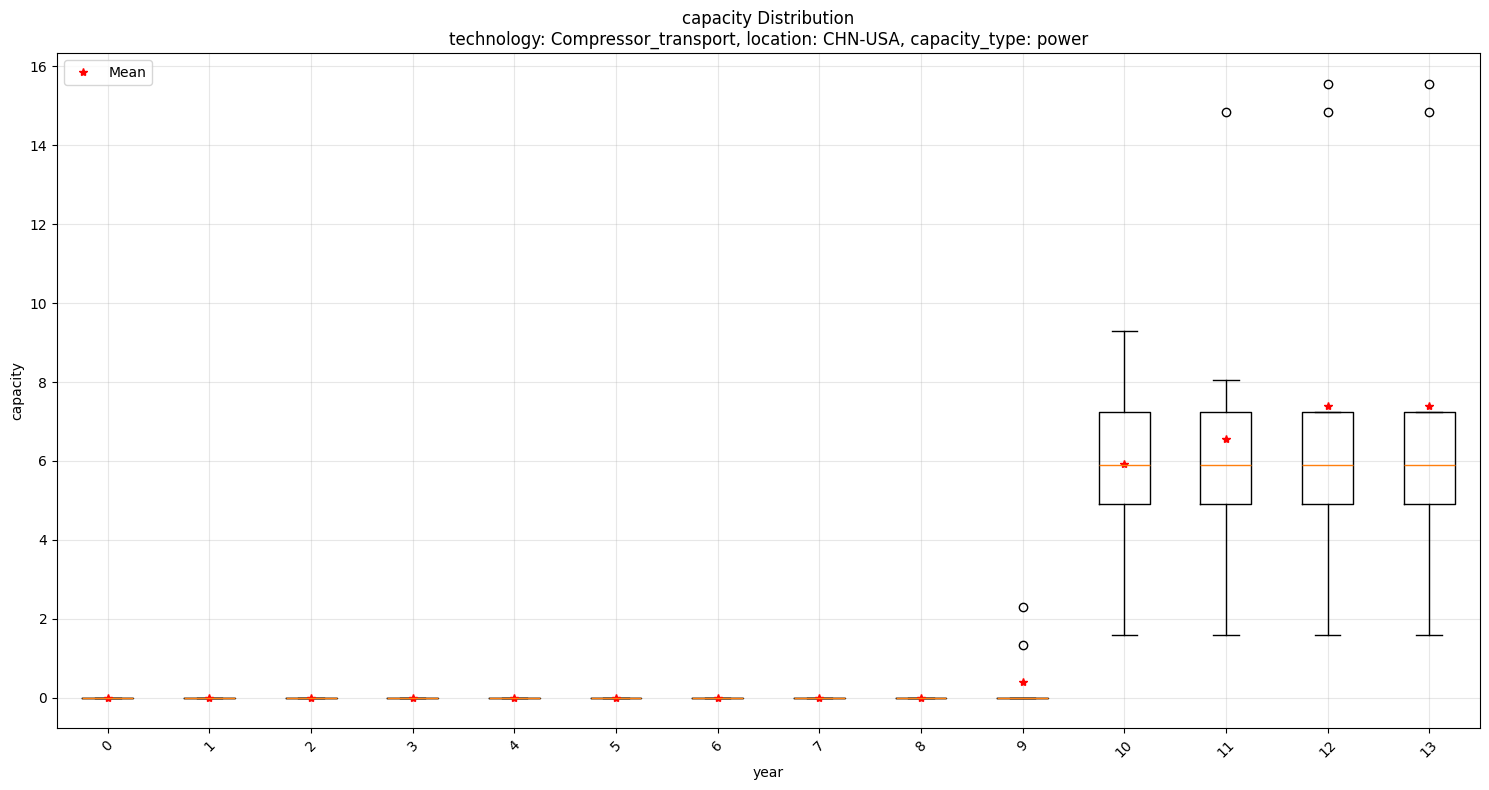 capacity Distribution
technology: Compressor_transport, location: CHN-USA, capacity_type: power
Mean
16
14
12
10
8
6
4
2
0
capacity
0 1 2 3 4 5 6 7 8 9 10 11 12 13
year